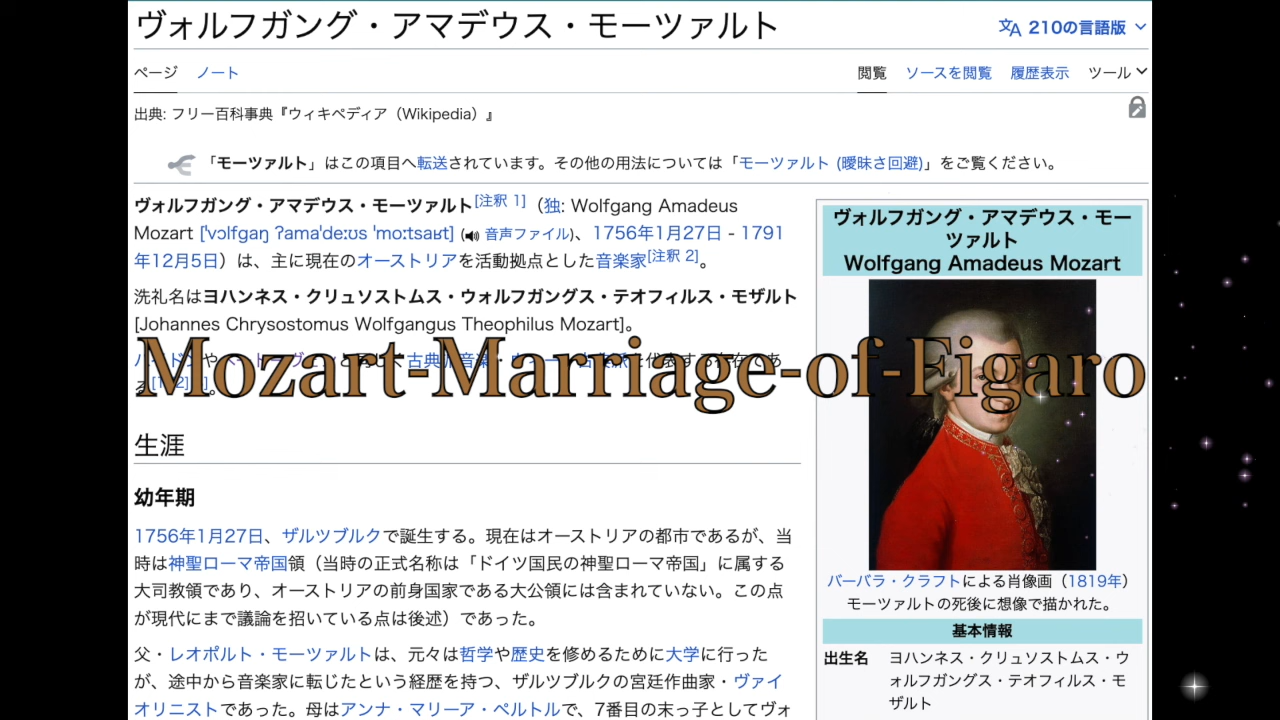 ヴォルフガング・アマデウス・モーツァルト
210の言語版
ページ ノート 閲覧 ソースを閲覧 履歴表示 ツール
出典: フリー百科事典『ウィキペディア（Wikipedia）』
「モーツァルト」はこの項目へ転送されています。その他の用法については「モーツァルト (曖昧さ回避)」をご覧ください。
ヴォルフガング・アマデウス・モーツァルト[注釈 1]（独: Wolfgang Amadeus
Mozart [ˈvɔlfgaŋ ʔamaˈdeːʊs ˈmoːtsaʁt] (音声ファイル)、1756年1月27日 - 1791
年12月5日）は、主に現在のオーストリアを活動拠点とした音楽家[注釈 2]。
洗礼名はヨハンネス・クリュソストムス・ウォルフガングス・テオフィルス・モザルト
[Johannes Chrysostomus Wolfgangus Theophilus Mozart]。
Mozart-Marriage-of-Figaro
生涯
幼年期
1756年1月27日、ザルツブルクで誕生する。現在はオーストリアの都市であるが、当
時は神聖ローマ帝国領（当時の正式名称は「ドイツ国民の神聖ローマ帝国」に属する
大司教領であり、オーストリアの前身国家である大公領には含まれていない。この点
が現代にまで議論を招いている点は後述）であった。
父・レオポルト・モーツァルトは、元々は哲学や歴史を修めるために大学に行った
が、途中から音楽家に転じたという経歴を持つ、ザルツブルクの宮廷作曲家・ヴァイ
オリニストであった。母はアンナ・マリーア・ペルトルで、7番目の末っ子としてヴォ
ヴォルフガング・アマデウス・モー
ツァルト
Wolfgang Amadeus Mozart
バーバラ・クラフトによる肖像画（1819年）
モーツァルトの死後に想像で描かれた。
基本情報
出生名 ヨハンネス・クリュソストムス・ウ
ォルフガングス・テオフィルス・モ
ザルト